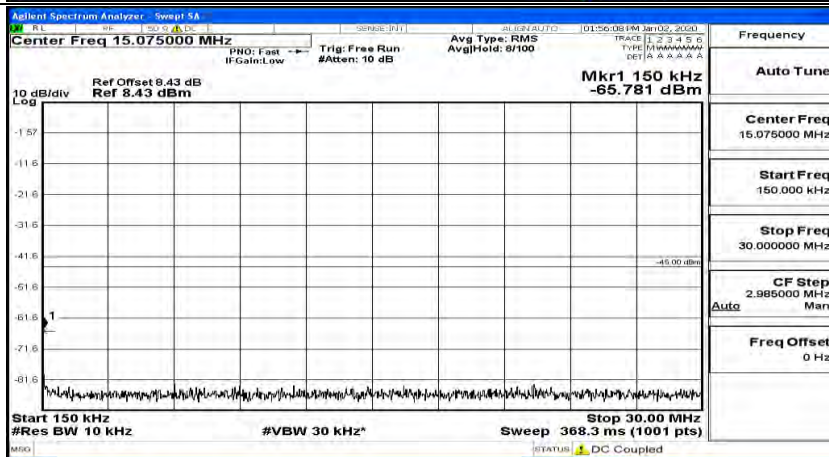 Agilent Spectrum Analyzer - Swept SA
RL RF 50 Ω DC SENSE:INT ALIGN AUTO 01:56:08 PM Jan 02, 2020
Center Freq 15.075000 MHz
PNO: Fast
IFGain:Low
Trig: Free Run
#Atten: 10 dB
Avg Type: RMS
Avg|Hold: 8/100
TRACE 1 2 3 4 5 6
TYPE MWWWWW
DET A A A A A A
Ref Offset 8.43 dB
Ref 8.43 dBm
10 dB/div
Log
Mkr1 150 kHz
-65.781 dBm
-1.57
-11.6
-21.6
-31.6
-41.6
-45.00 dBm
-51.6
-61.6
1
-71.6
-81.6
Start 150 kHz
#Res BW 10 kHz
#VBW 30 kHz*
Stop 30.00 MHz
Sweep 368.3 ms (1001 pts)
MSG
STATUS DC Coupled
Frequency
Auto Tune
Center Freq
15.075000 MHz
Start Freq
150.000 kHz
Stop Freq
30.000000 MHz
CF Step
2.985000 MHz
Auto Man
Freq Offset
0 Hz